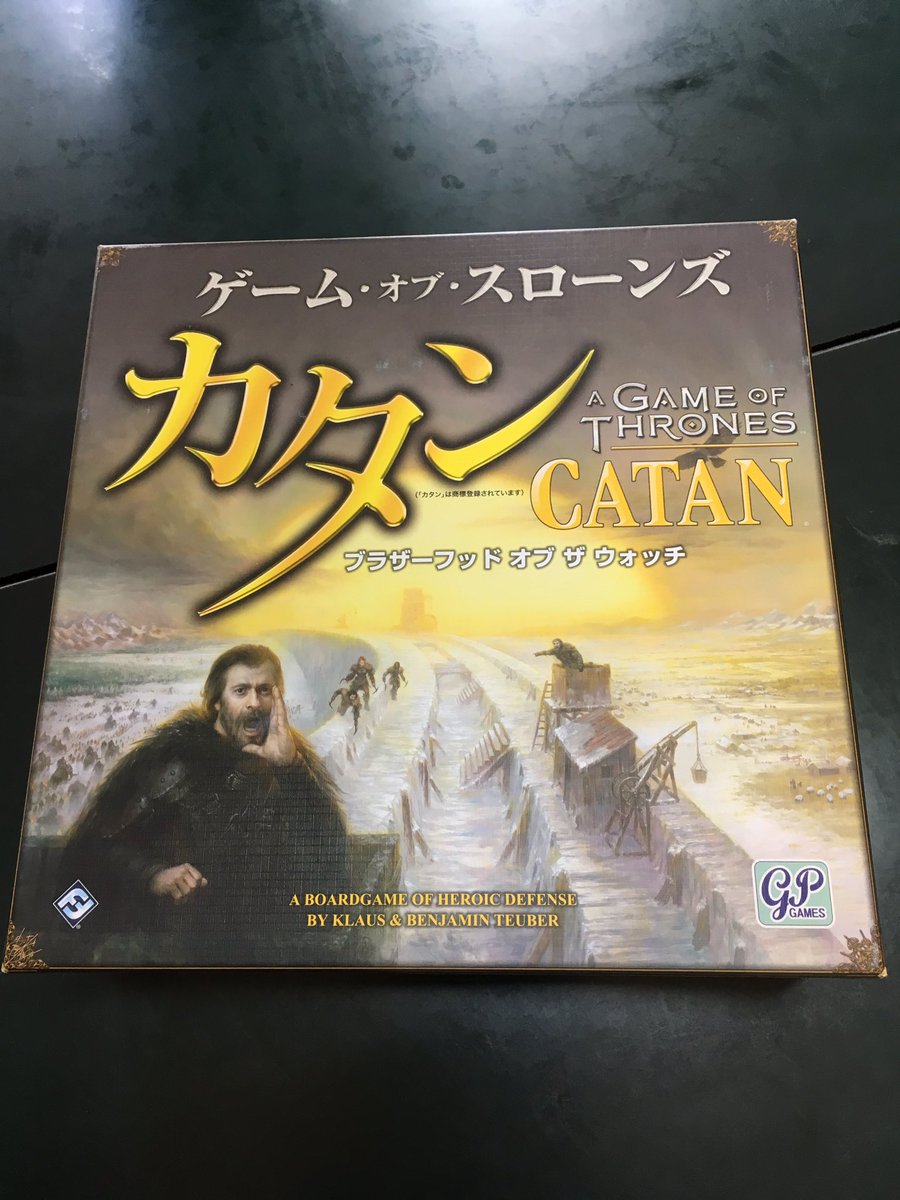 ゲーム・オブ・スローンズ
カタン
A GAME OF
THRONES
CATAN
(「カタン」は商標登録されています)
ブラザーフッド オブ ザ ウォッチ
A BOARDGAME OF HEROIC DEFENSE
BY KLAUS & BENJAMIN TEUBER
GP
GAMES